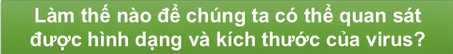 Làm thế nào để chúng ta có thể quan sát
được hình dạng và kích thước của virus?